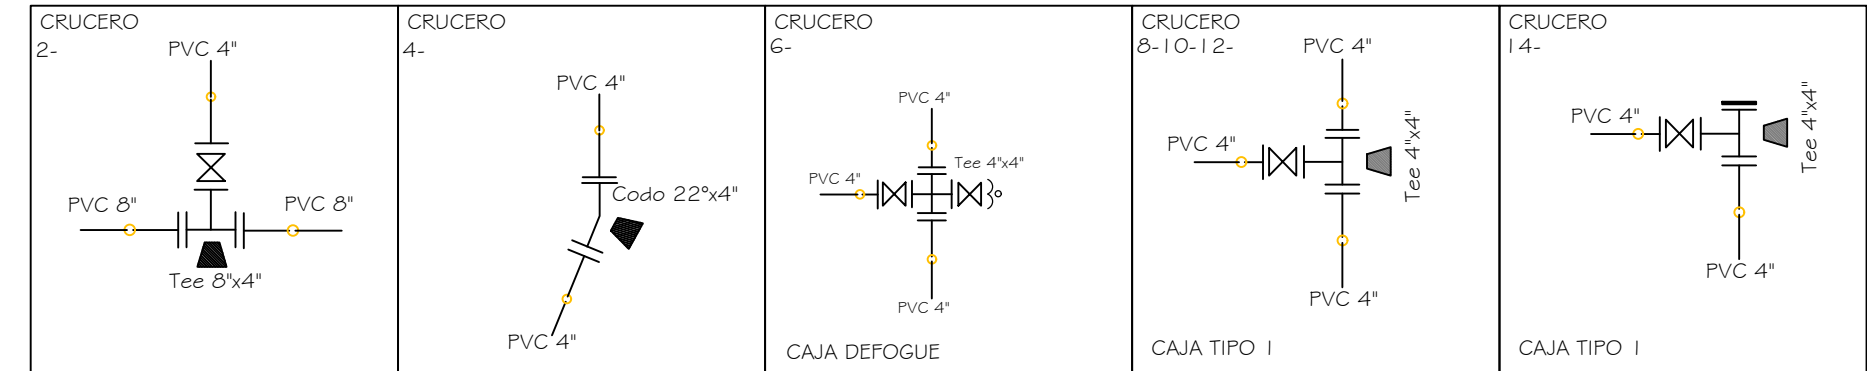 CRUCERO
2-
PVC 4"
PVC 8"
PVC 8"
Tee 8"x4"
CRUCERO
4-
PVC 4"
Codo 22°x4"
PVC 4"
CRUCERO
6-
PVC 4"
Tee 4"x4"
PVC 4"
PVC 4"
CAJA DEFOGUE
CRUCERO
8-10-12-
PVC 4"
PVC 4"
Tee 4"x4"
PVC 4"
CAJA TIPO 1
CRUCERO
14-
PVC 4"
Tee 4"x4"
PVC 4"
CAJA TIPO 1